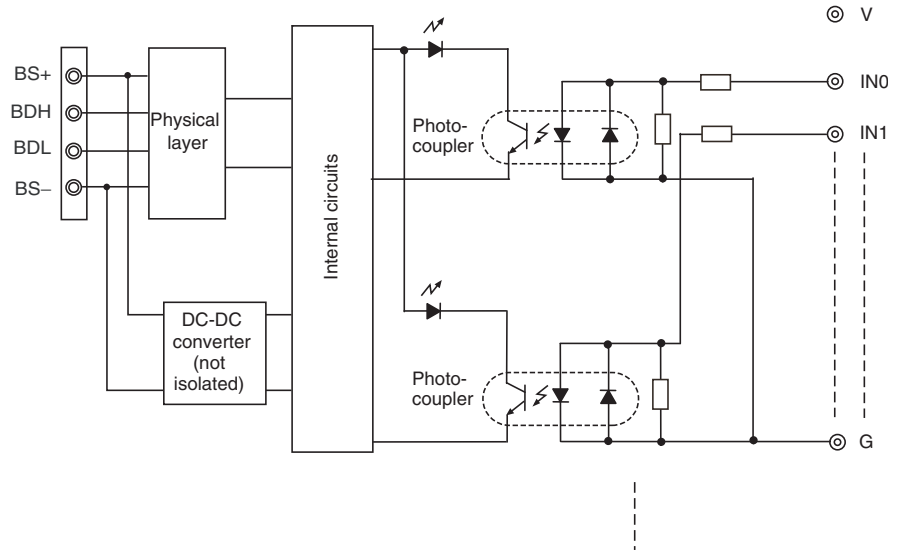 V
BS+
BDH
BDL
BS−
Physical
layer
Internal circuits
Photo-
coupler
IN0
IN1
DC-DC
converter
(not
isolated)
Photo-
coupler
G